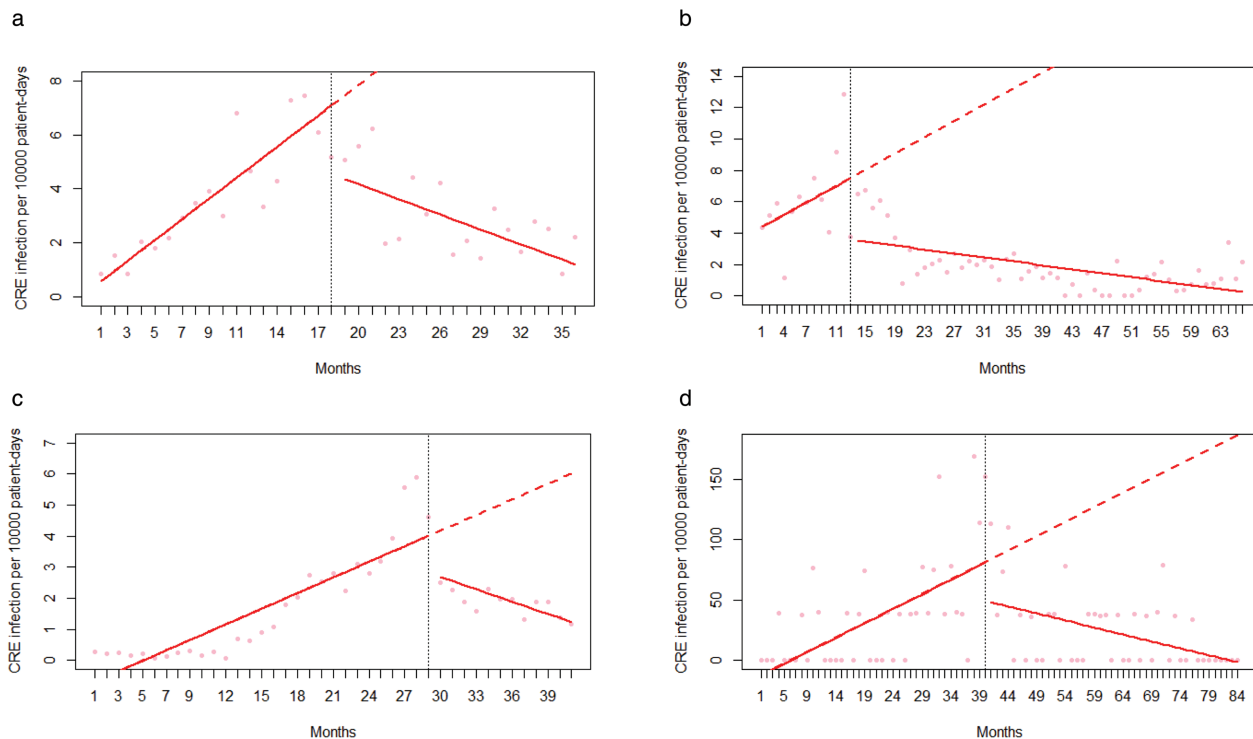 a
CRE infection per 10000 patient-days
8
6
4
2
0
1 3 5 7 9 11 14 17 20 23 26 29 32 35
Months
b
CRE infection per 10000 patient-days
14
12
10
8
6
4
2
0
1 4 7 11 15 19 23 27 31 35 39 43 47 51 55 59 63
Months
c
CRE infection per 10000 patient-days
7
6
5
4
3
2
1
0
1 3 5 7 9 12 15 18 21 24 27 30 33 36 39
Months
d
CRE infection per 10000 patient-days
150
100
50
0
1 5 9 14 19 24 29 34 39 44 49 54 59 64 69 74 79 84
Months